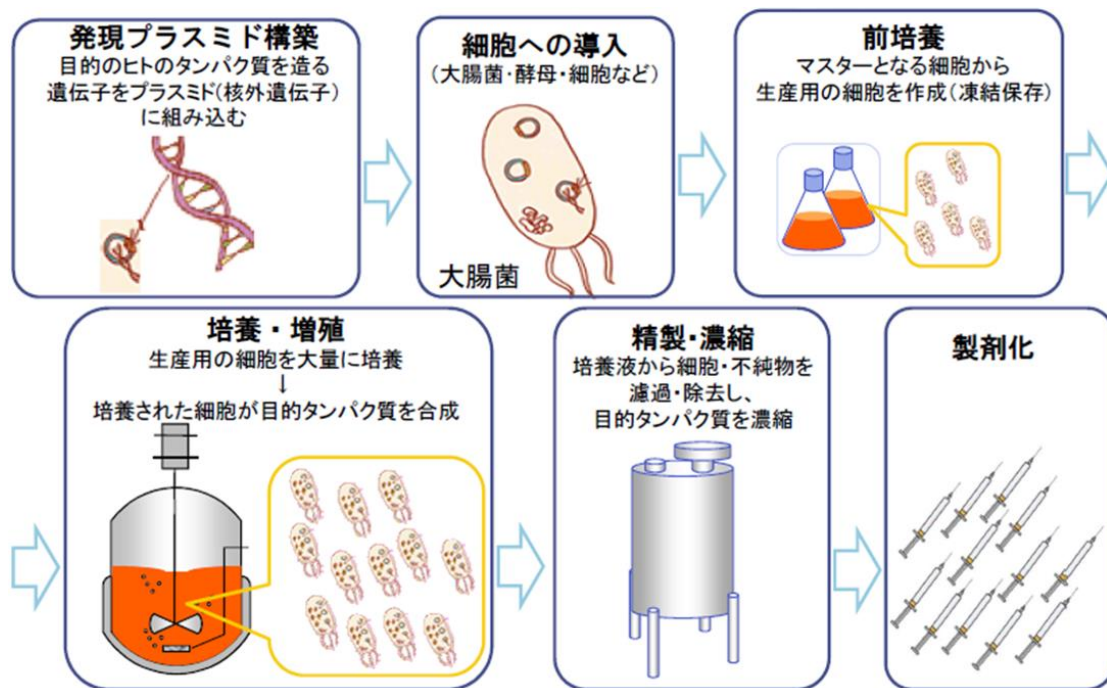 発現プラスミド構築
目的のヒトのタンパク質を造る
遺伝子をプラスミド(核外遺伝子)
に組み込む
細胞への導入
(大腸菌・酵母・細胞など)
大腸菌
前培養
マスターとなる細胞から
生産用の細胞を作成(凍結保存)
培養・増殖
生産用の細胞を大量に培養
↓
培養された細胞が目的タンパク質を合成
精製・濃縮
培養液から細胞・不純物を
濾過・除去し、
目的タンパク質を濃縮
製剤化